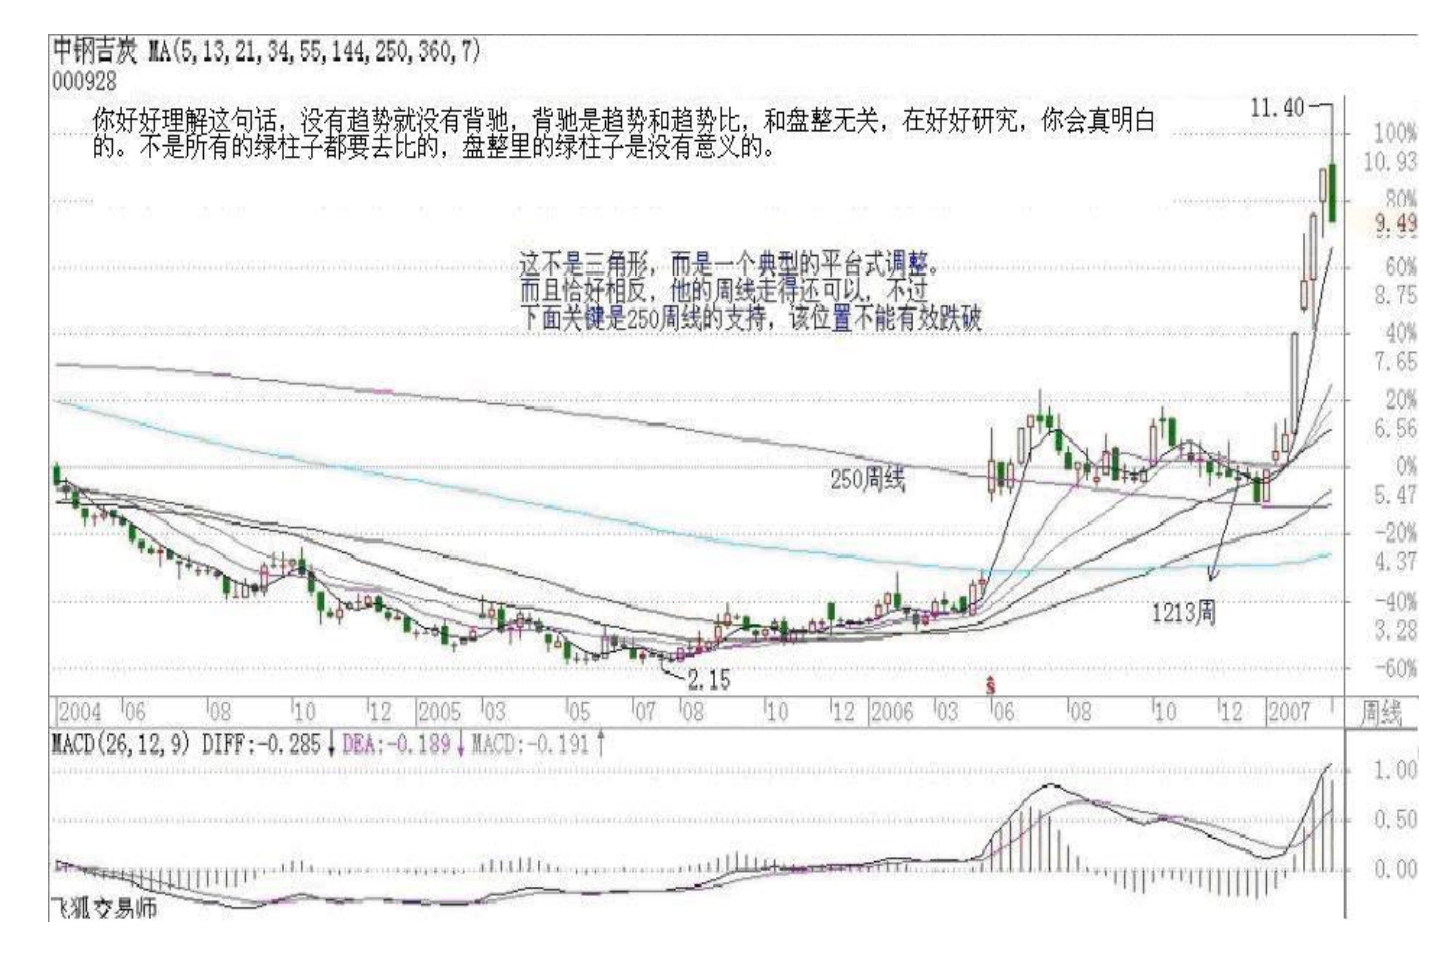 中钢吉炭 MA(5,13,21,34,55,144,250,360,7)
000928
你好好理解这句话，没有趋势就没有背驰，背驰是趋势和趋势比，和盘整无关，在好好研究，你会真明白
的。不是所有的绿柱子都要去比的，盘整里的绿柱子是没有意义的。
11.40
100%
10.93
80%
9.49
这不是三角形，而是一个典型的平台式调整。
而且恰好相反，他的周线走得还可以，不过
下面关键是250周线的支持，该位置不能有效跌破
60%
8.75
40%
7.65
20%
6.56
0%
250周线
5.47
-20%
4.37
-40%
1213周
3.28
-60%
2.15
S
2004 06 08 10 12 2005 03 05 07 08 10 12 2006 03 06 08 10 12 2007 周线
MACD(26,12,9) DIFF:-0.285↓ DEA:-0.189↓ MACD:-0.191↑
1.00
0.50
0.00
飞狐交易师